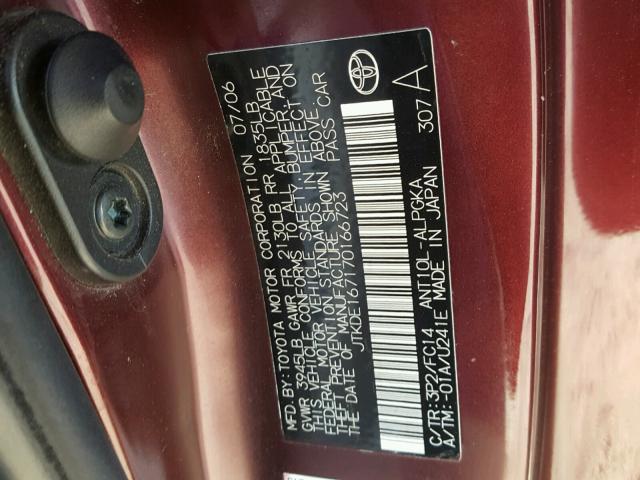 MFD.BY:TOYOTA MOTOR CORPORATION 07/06
GVWR 3945LB GAWR FR 2130LB RR 1835LB
THIS VEHICLE CONFORMS TO ALL APPLICABLE
FEDERAL MOTOR VEHICLE SAFETY, BUMPER, AND
THEFT PREVENTION STANDARDS IN EFFECT ON
THE DATE OF MANUFACTURE SHOWN ABOVE.
JTKDE167170166723 PASS CAR
C/TR:3P2/FC14 ANT10L-ALPGKA 307 A
A/TM:-01A/U241E MADE IN JAPAN